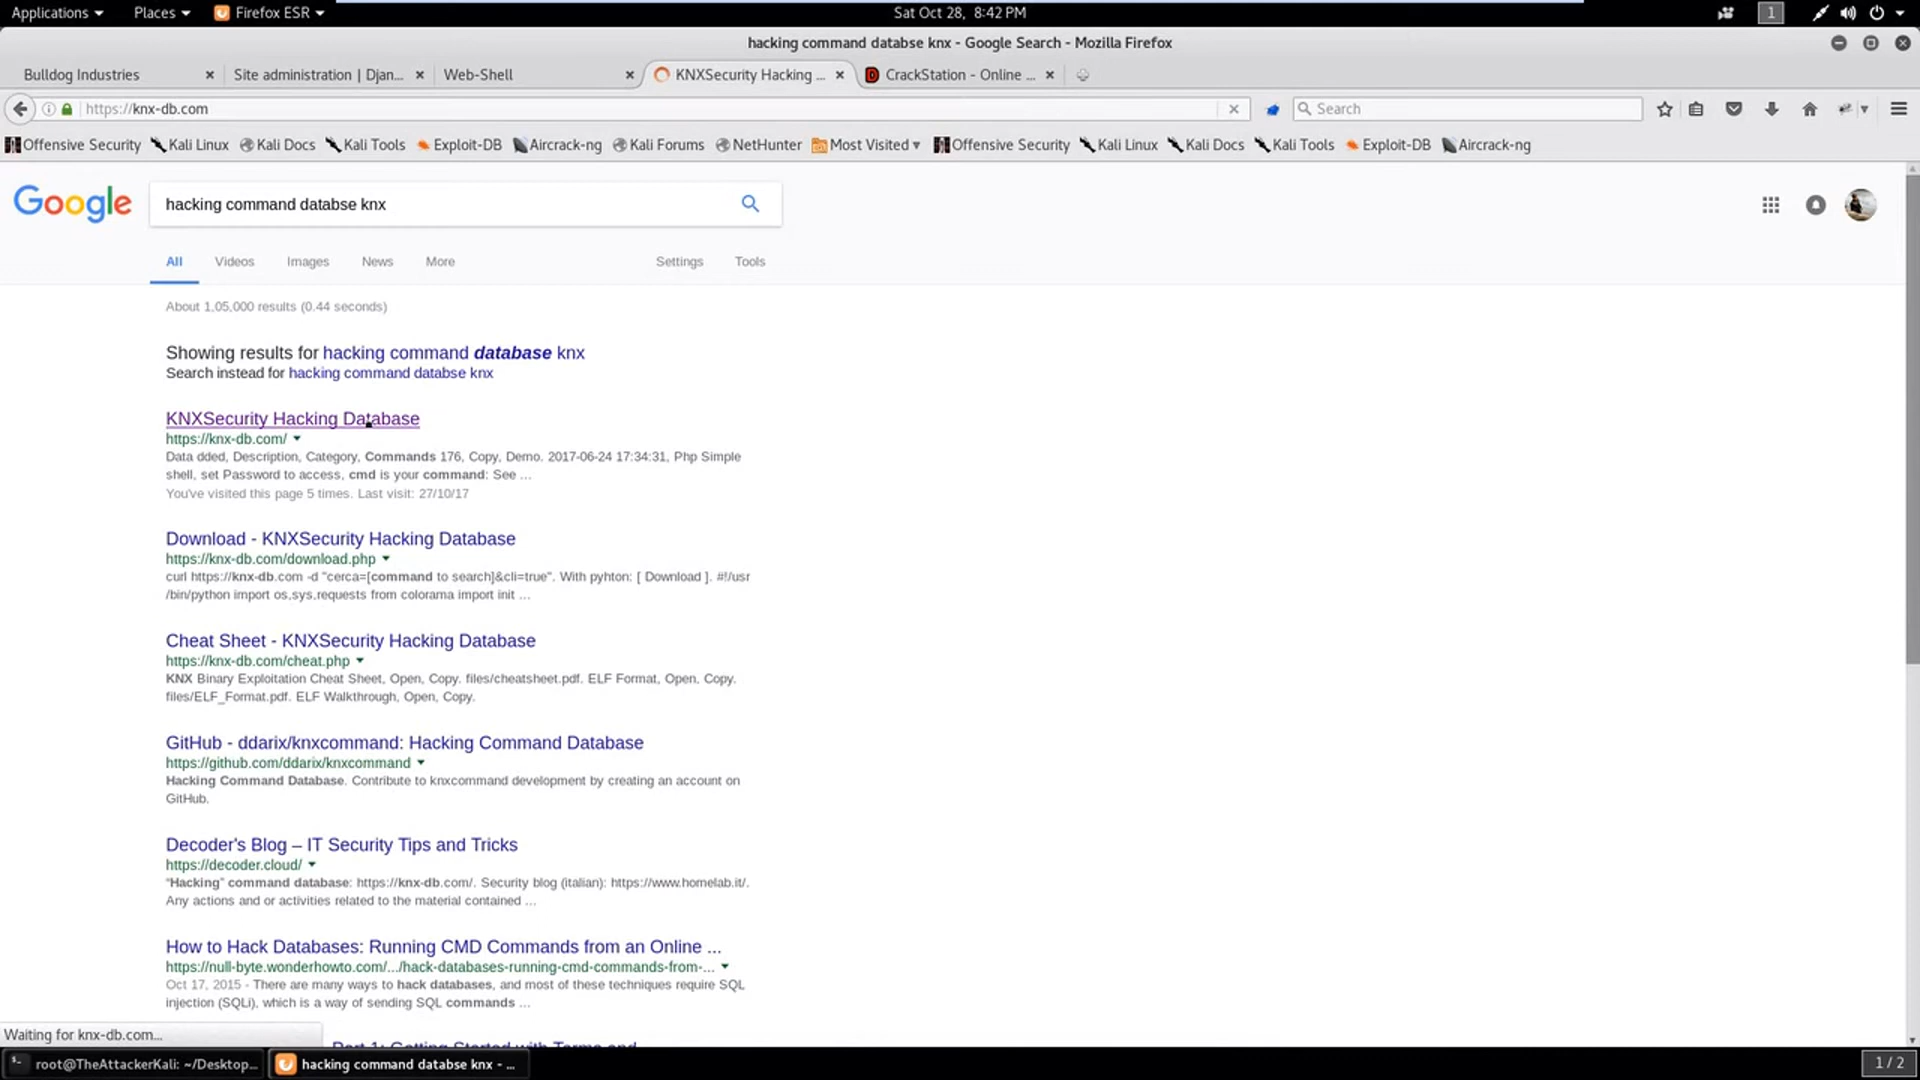 Applications Places Firefox ESR Sat Oct 28, 8:42 PM 1
hacking command databse knx - Google Search - Mozilla Firefox
Bulldog Industries Site administration | Djan... Web-Shell KNXSecurity Hacking ... CrackStation - Online ...
https://knx-db.com Search
Offensive Security Kali Linux Kali Docs Kali Tools Exploit-DB Aircrack-ng Kali Forums NetHunter Most Visited Offensive Security Kali Linux Kali Docs Kali Tools Exploit-DB Aircrack-ng
Google hacking command databse knx
All Videos Images News More Settings Tools
About 1,05,000 results (0.44 seconds)
Showing results for hacking command database knx
Search instead for hacking command databse knx
KNXSecurity Hacking Database
https://knx-db.com/
Data dded, Description, Category, Commands 176, Copy, Demo. 2017-06-24 17:34:31, Php Simple
shell, set Password to access, cmd is your command: See ...
You've visited this page 5 times. Last visit: 27/10/17
Download - KNXSecurity Hacking Database
https://knx-db.com/download.php
curl https://knx-db.com -d "cerca=[command to search]&cli=true". With pyhton: [ Download ]. #!/usr
/bin/python import os,sys,requests from colorama import init ...
Cheat Sheet - KNXSecurity Hacking Database
https://knx-db.com/cheat.php
KNX Binary Exploitation Cheat Sheet, Open, Copy. files/cheatsheet.pdf. ELF Format, Open, Copy.
files/ELF_Format.pdf. ELF Walkthrough, Open, Copy.
GitHub - ddarix/knxcommand: Hacking Command Database
https://github.com/ddarix/knxcommand
Hacking Command Database. Contribute to knxcommand development by creating an account on
GitHub.
Decoder's Blog – IT Security Tips and Tricks
https://decoder.cloud/
"Hacking" command database: https://knx-db.com/. Security blog (italian): https://www.homelab.it/.
Any actions and or activities related to the material contained ...
How to Hack Databases: Running CMD Commands from an Online ...
https://null-byte.wonderhowto.com/.../hack-databases-running-cmd-commands-from-...
Oct 17, 2015 - There are many ways to hack databases, and most of these techniques require SQL
injection (SQLi), which is a way of sending SQL commands ...
Waiting for knx-db.com...
Part 1: Getting Started with Terms and
root@TheAttackerKali: ~/Desktop... hacking command databse knx - ... 1 / 2